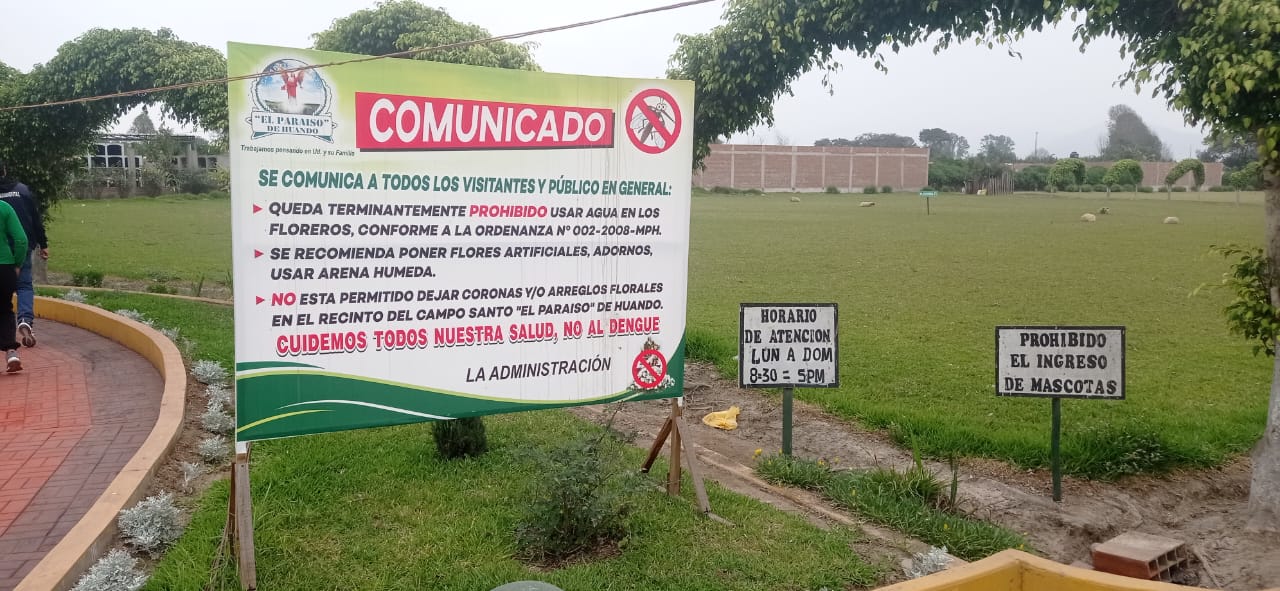 "EL PARAISO"
DE HUANDO
Trabajamos pensando en Ud. y su Familia
COMUNICADO
SE COMUNICA A TODOS LOS VISITANTES Y PÚBLICO EN GENERAL:
QUEDA TERMINANTEMENTE PROHIBIDO USAR AGUA EN LOS
FLOREROS, CONFORME A LA ORDENANZA N° 002-2008-MPH.
SE RECOMIENDA PONER FLORES ARTIFICIALES, ADORNOS,
USAR ARENA HUMEDA.
NO ESTA PERMITIDO DEJAR CORONAS Y/O ARREGLOS FLORALES
EN EL RECINTO DEL CAMPO SANTO "EL PARAISO" DE HUANDO.
CUIDEMOS TODOS NUESTRA SALUD, NO AL DENGUE
LA ADMINISTRACIÓN
HORARIO
DE ATENCION
LUN A DOM
8:30 = 5PM
PROHIBIDO
EL INGRESO
DE MASCOTAS